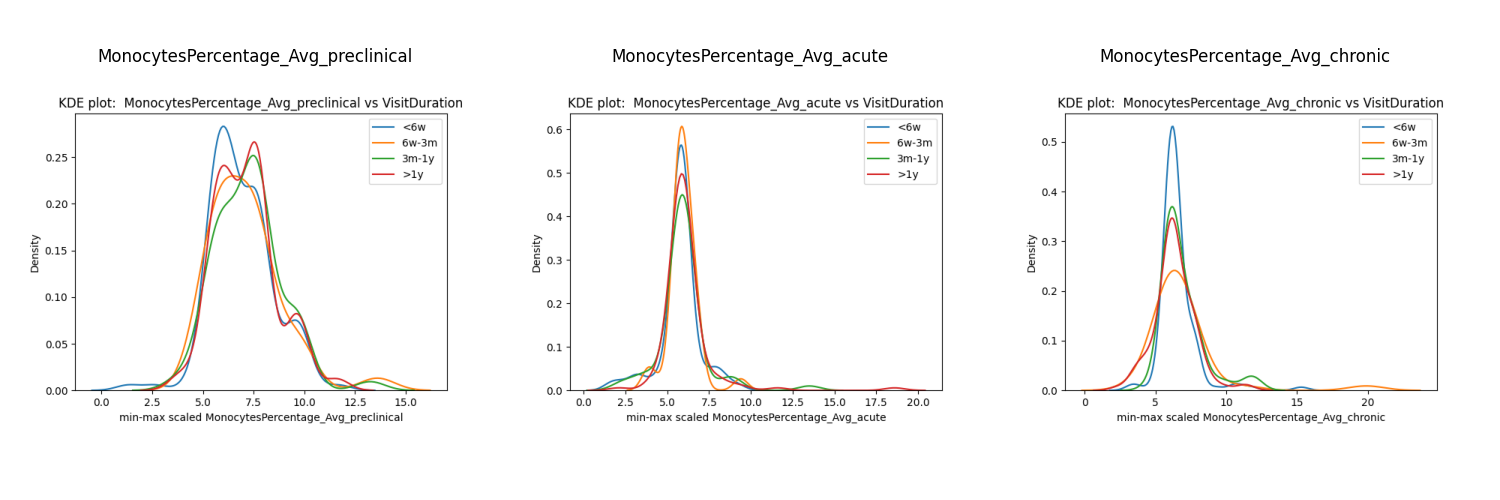 MonocytesPercentage_Avg_preclinical
KDE plot:  MonocytesPercentage_Avg_preclinical vs VisitDuration
<6w
6w-3m
3m-1y
>1y
0.25
0.20
0.15
0.10
0.05
0.00
Density
0.0 2.5 5.0 7.5 10.0 12.5 15.0
min-max scaled MonocytesPercentage_Avg_preclinical
MonocytesPercentage_Avg_acute
KDE plot:  MonocytesPercentage_Avg_acute vs VisitDuration
<6w
6w-3m
3m-1y
>1y
0.6
0.5
0.4
0.3
0.2
0.1
0.0
Density
0.0 2.5 5.0 7.5 10.0 12.5 15.0 17.5 20.0
min-max scaled MonocytesPercentage_Avg_acute
MonocytesPercentage_Avg_chronic
KDE plot:  MonocytesPercentage_Avg_chronic vs VisitDuration
<6w
6w-3m
3m-1y
>1y
0.5
0.4
0.3
0.2
0.1
0.0
Density
0 5 10 15 20
min-max scaled MonocytesPercentage_Avg_chronic